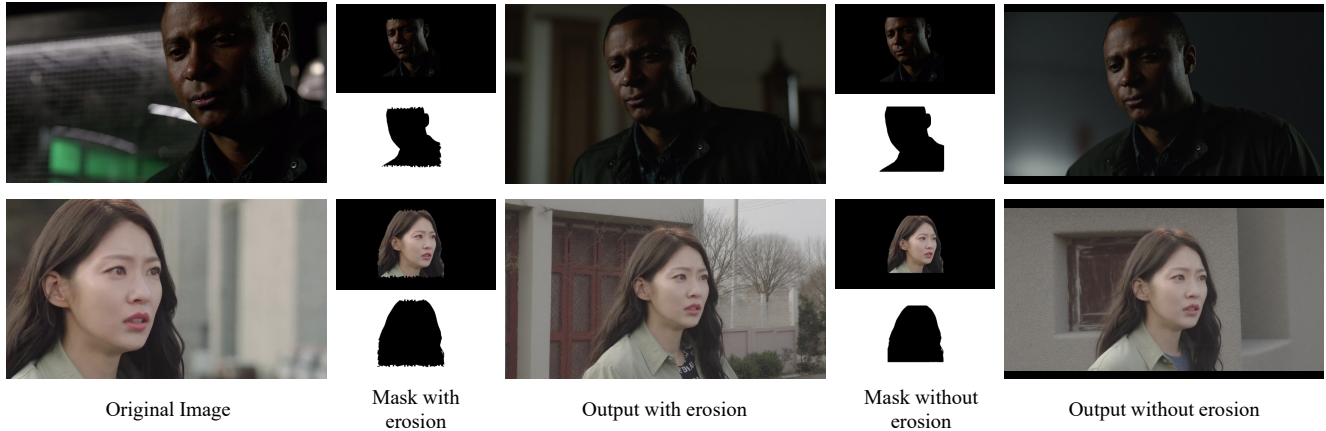 Original Image
Mask with
erosion
Output with erosion
Mask without
erosion
Output without erosion